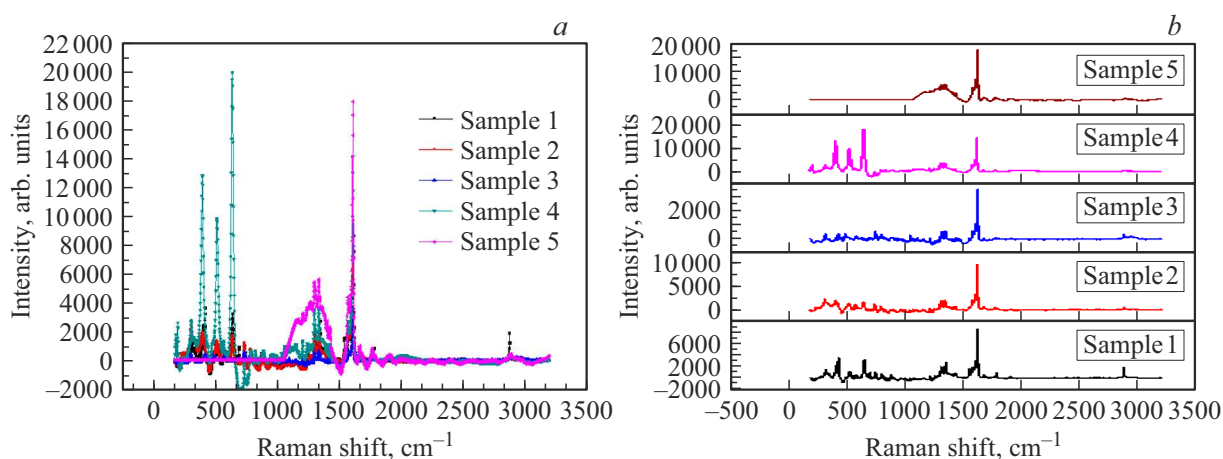 a
22 000
20 000
18 000
16 000
14 000
12 000
10 000
8000
6000
4000
2000
0
–2000
Intensity, arb. units
Sample 1
Sample 2
Sample 3
Sample 4
Sample 5
0 500 1000 1500 2000 2500 3000 3500
Raman shift, cm–1
b
20 000
10 000
0
Sample 5
20 000
10 000
0
Sample 4
2000
0
Sample 3
10 000
5000
0
Sample 2
6000
3000
0
–2000
Sample 1
Intensity, arb. units
–500 0 500 1000 1500 2000 2500 3000 3500
Raman shift, cm–1